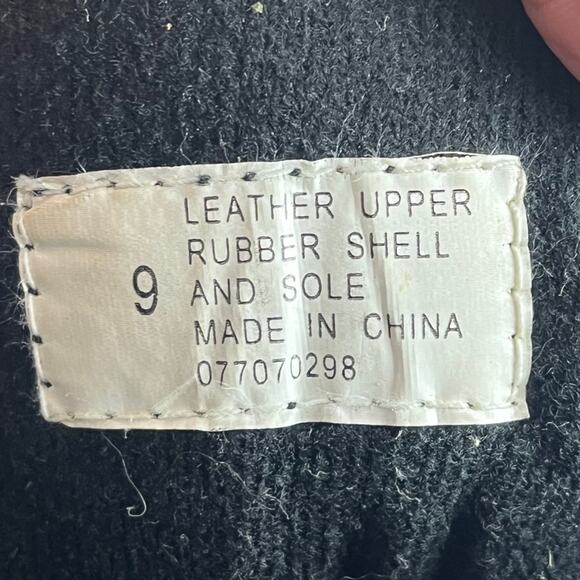 9
LEATHER UPPER
RUBBER SHELL
AND SOLE
MADE IN CHINA
077070298